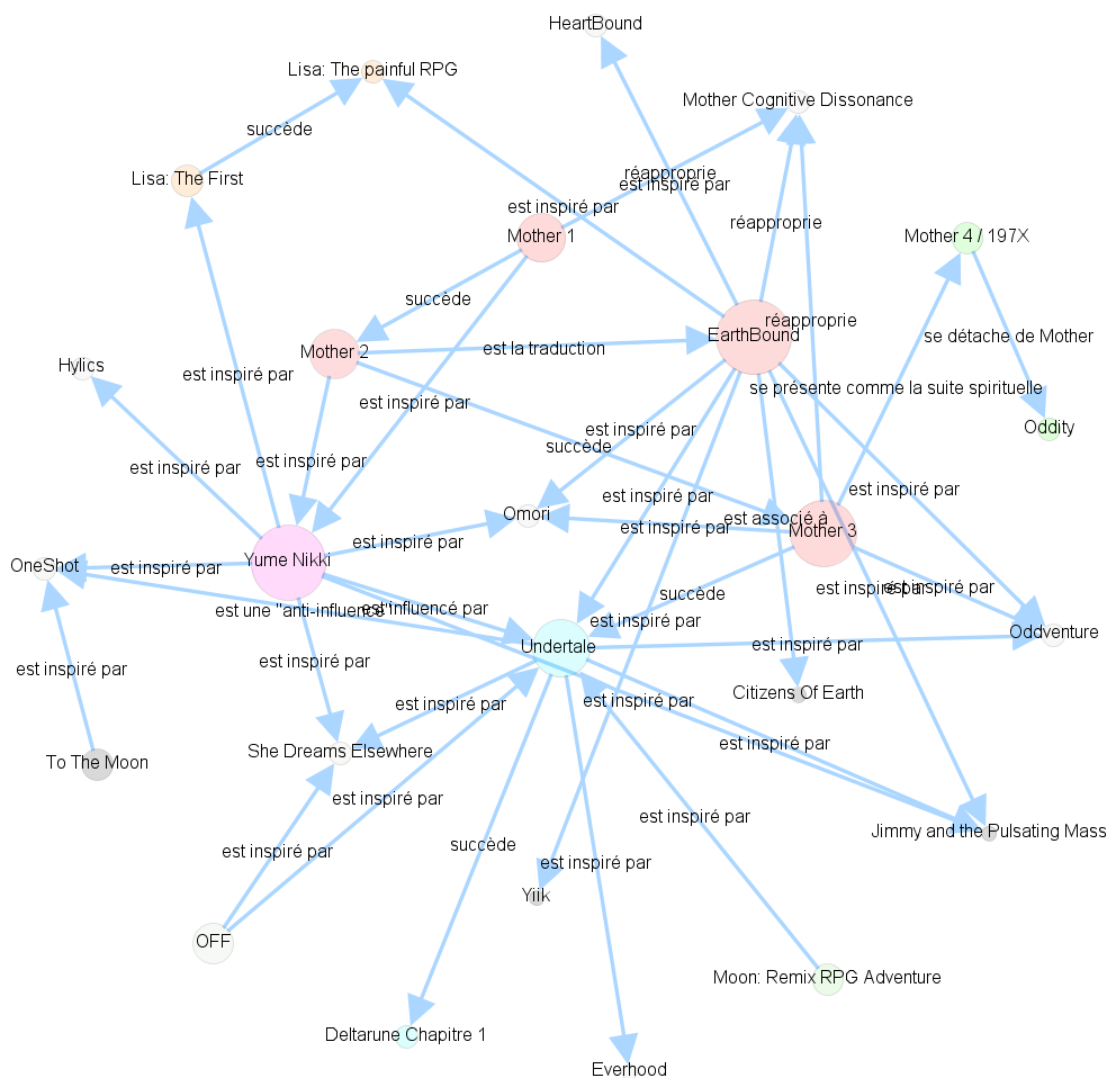 HeartBound
Lisa: The painful RPG
Mother Cognitive Dissonance
succède
réapproprie
Lisa: The First
est inspiré par
est inspiré par
réapproprie
Mother 1
Mother 4 / 197X
succède
réapproprie
EarthBound
se détache de Mother
Mother 2
est la traduction
Hylics
est inspiré par
se présente comme la suite spirituelle
est inspiré par
Oddity
est inspiré par
succède
est inspiré par
est inspiré par
est inspiré par
est inspiré par
Omori
est inspiré par
est associé à
est inspiré par
Mother 3
est inspiré par
Yume Nikki
OneShot
est inspiré par
succède
est inspiré par
est inspiré par
est une "anti-influence"
est influencé par
est inspiré par
Oddventure
Undertale
est inspiré par
est inspiré par
est inspiré par
Citizens Of Earth
est inspiré par
est inspiré par
She Dreams Elsewhere
est inspiré par
To The Moon
est inspiré par
est inspiré par
Jimmy and the Pulsating Mass
succède
est inspiré par
est inspiré par
Yiik
OFF
Moon: Remix RPG Adventure
Deltarune Chapitre 1
Everhood